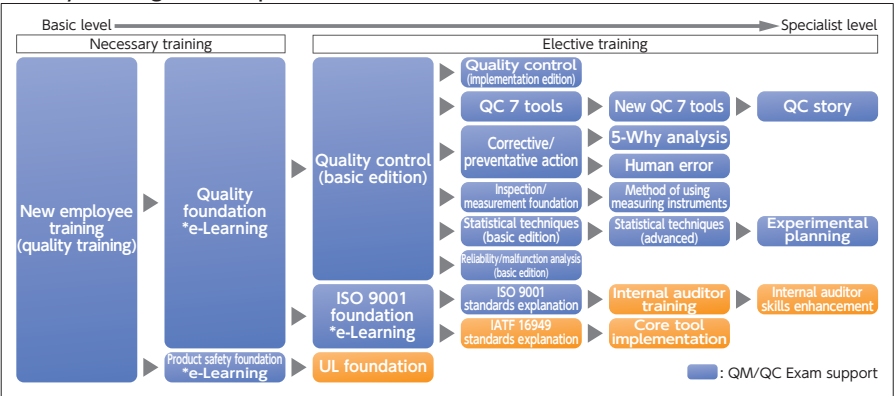 Basic level
Specialist level
Necessary training
Elective training
New employee
training
(quality training)
Quality
foundation
*e-Learning
Product safety foundation
*e-Learning
Quality control
(basic edition)
ISO 9001
foundation
*e-Learning
UL foundation
Quality control
(implementation edition)
QC 7 tools
New QC 7 tools
QC story
Corrective/
preventative action
5-Why analysis
Human error
Inspection/
measurement foundation
Method of using
measuring instruments
Statistical techniques
(basic edition)
Statistical techniques
(advanced)
Experimental
planning
Reliability/malfunction analysis
(basic edition)
ISO 9001
standards explanation
Internal auditor
training
Internal auditor
skills enhancement
IATF 16949
standards explanation
Core tool
implementation
: QM/QC Exam support